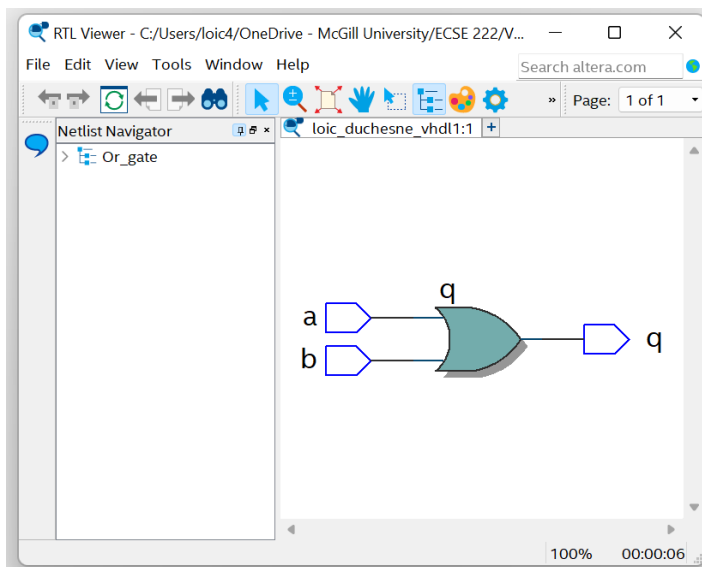 RTL Viewer - C:/Users/loic4/OneDrive - McGill University/ECSE 222/V...
File Edit View Tools Window Help
Search altera.com
» Page: 1 of 1
Netlist Navigator
loic_duchesne_vhdl1:1
Or_gate
q
a
b
q
100% 00:00:06